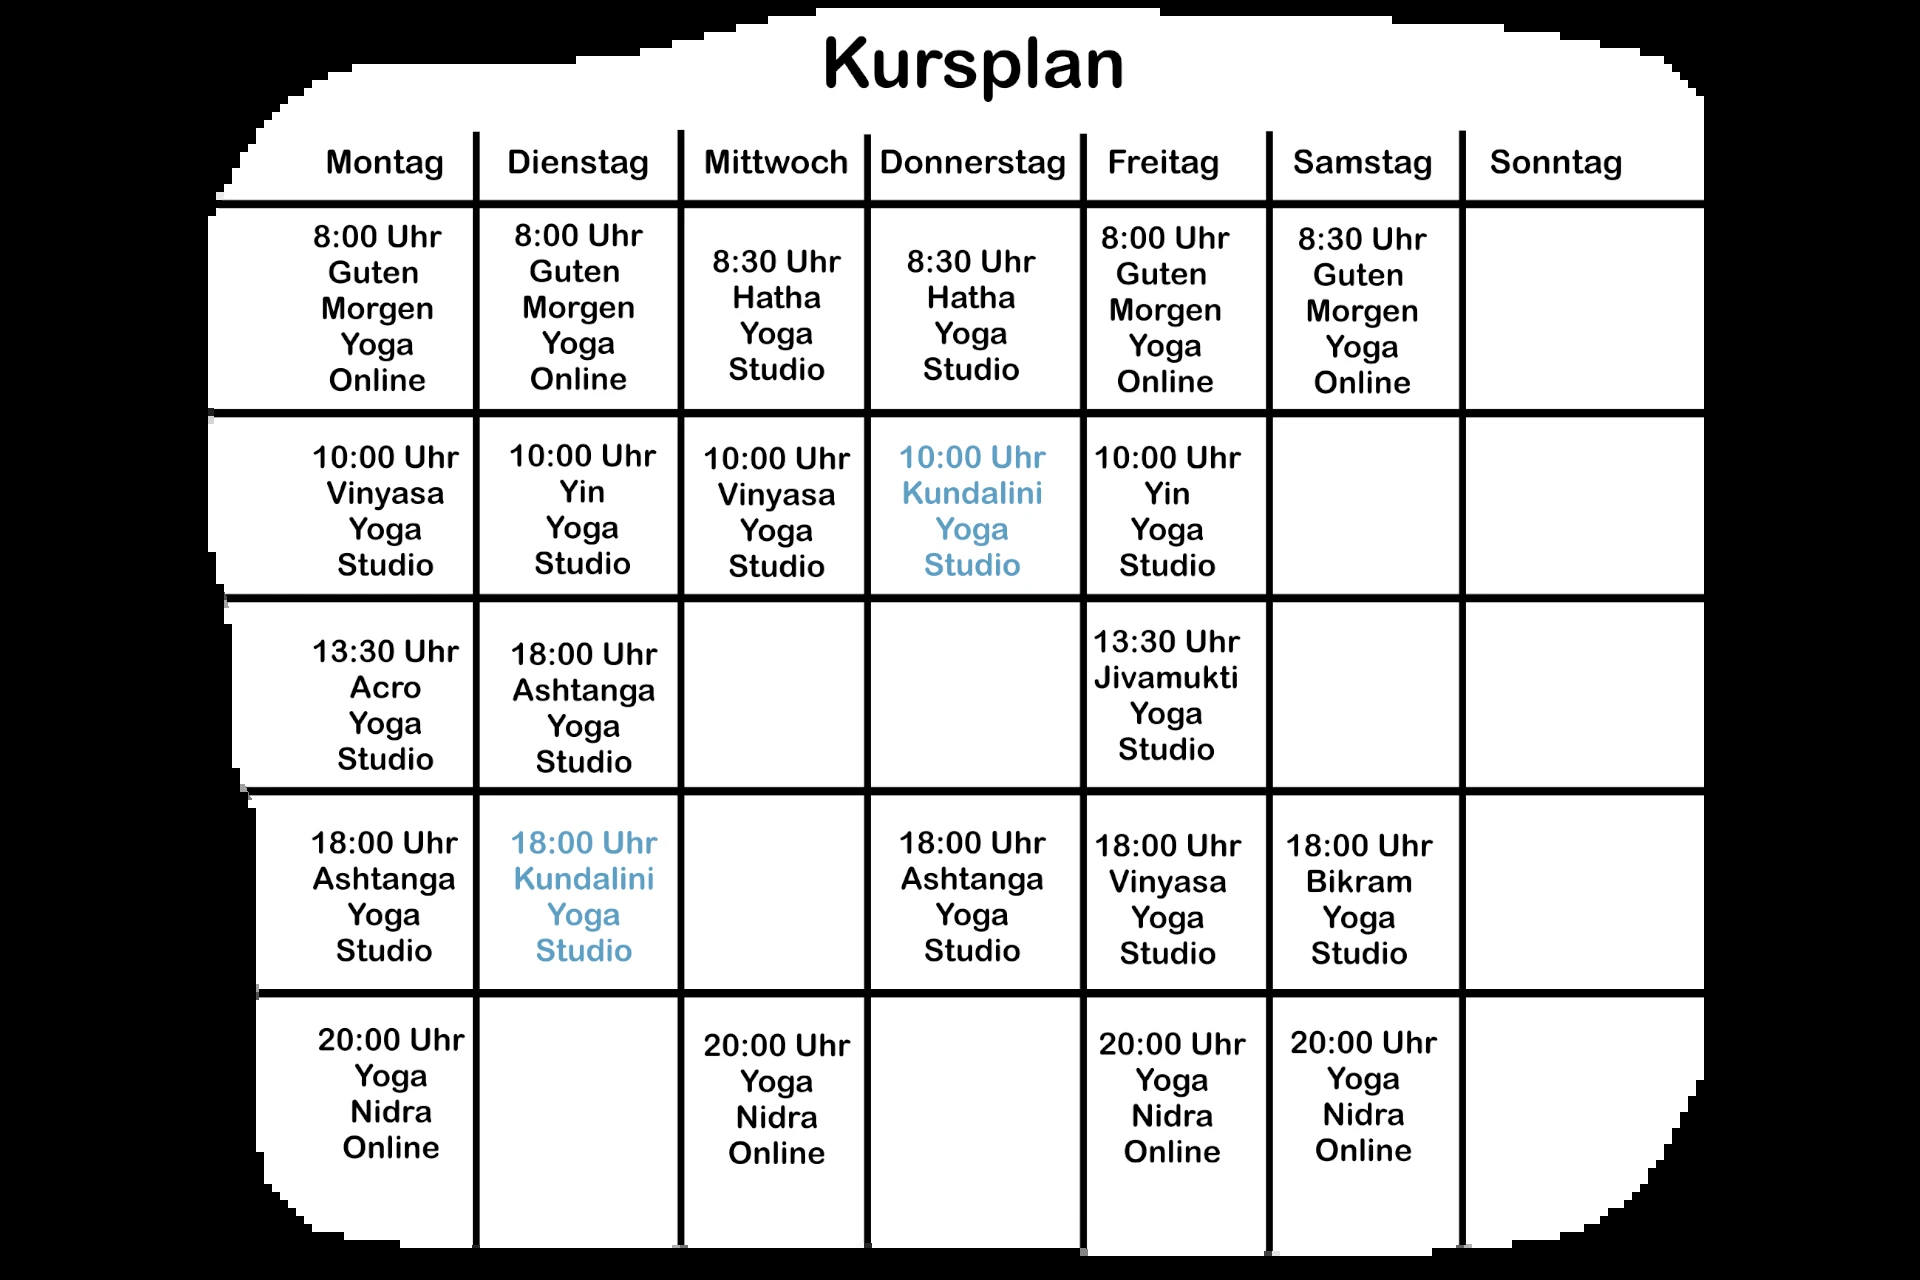 Kursplan
Montag
Dienstag
Mittwoch
Donnerstag
Freitag
Samstag
Sonntag
8:00 Uhr
Guten
Morgen
Yoga
Online
8:00 Uhr
Guten
Morgen
Yoga
Online
8:30 Uhr
Hatha
Yoga
Studio
8:30 Uhr
Hatha
Yoga
Studio
8:00 Uhr
Guten
Morgen
Yoga
Online
8:30 Uhr
Guten
Morgen
Yoga
Online
10:00 Uhr
Vinyasa
Yoga
Studio
10:00 Uhr
Yin
Yoga
Studio
10:00 Uhr
Vinyasa
Yoga
Studio
10:00 Uhr
Kundalini
Yoga
Studio
10:00 Uhr
Yin
Yoga
Studio
13:30 Uhr
Acro
Yoga
Studio
18:00 Uhr
Ashtanga
Yoga
Studio
13:30 Uhr
Jivamukti
Yoga
Studio
18:00 Uhr
Ashtanga
Yoga
Studio
18:00 Uhr
Kundalini
Yoga
Studio
18:00 Uhr
Ashtanga
Yoga
Studio
18:00 Uhr
Vinyasa
Yoga
Studio
18:00 Uhr
Bikram
Yoga
Studio
20:00 Uhr
Yoga
Nidra
Online
20:00 Uhr
Yoga
Nidra
Online
20:00 Uhr
Yoga
Nidra
Online
20:00 Uhr
Yoga
Nidra
Online